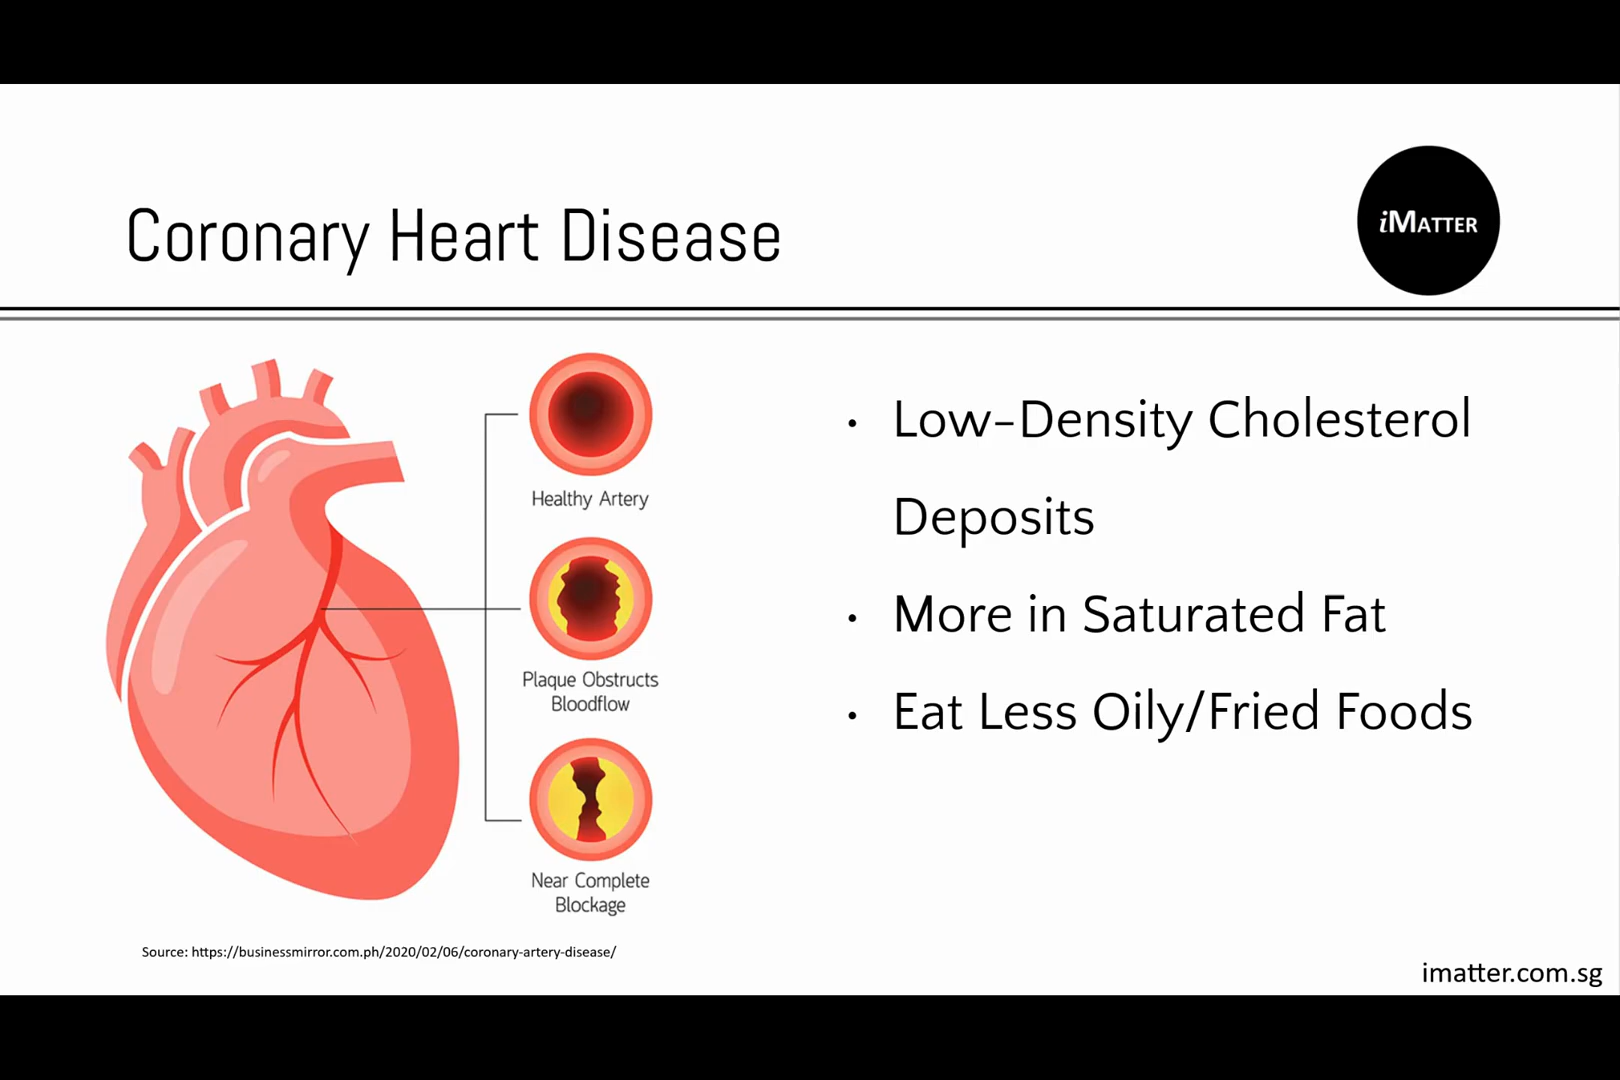 Coronary Heart Disease
iMATTER
Healthy Artery
Plaque Obstructs
Bloodflow
Near Complete
Blockage
• Low-Density Cholesterol
Deposits
• More in Saturated Fat
• Eat Less Oily/Fried Foods
Source: https://businessmirror.com.ph/2020/02/06/coronary-artery-disease/
imatter.com.sg